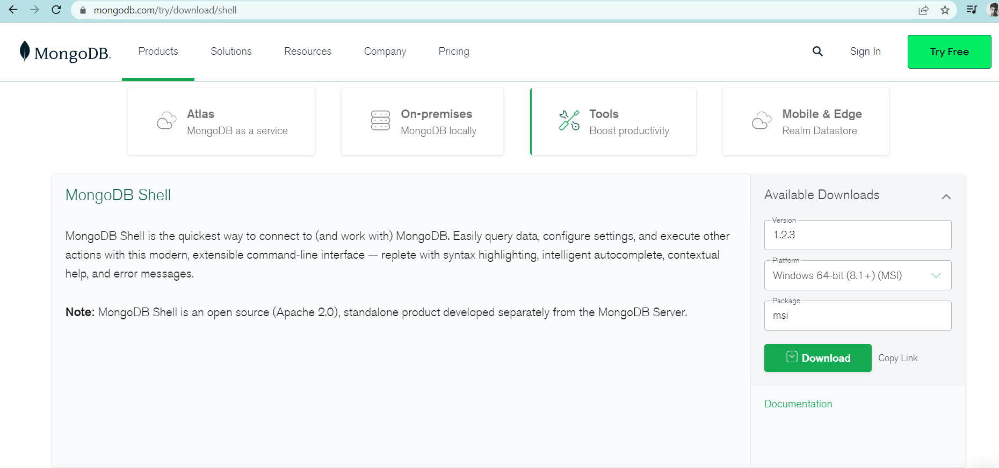 mongodb.com/try/download/shell
MongoDB.
Products
Solutions
Resources
Company
Pricing
Sign In
Try Free
Atlas
MongoDB as a service
On-premises
MongoDB locally
Tools
Boost productivity
Mobile & Edge
Realm Datastore
MongoDB Shell
MongoDB Shell is the quickest way to connect to (and work with) MongoDB. Easily query data, configure settings, and execute other
actions with this modern, extensible command-line interface — replete with syntax highlighting, intelligent autocomplete, contextual
help, and error messages.
Note: MongoDB Shell is an open source (Apache 2.0), standalone product developed separately from the MongoDB Server.
Available Downloads
Version
1.2.3
Platform
Windows 64-bit (8.1+) (MSI)
Package
msi
Download
Copy Link
Documentation